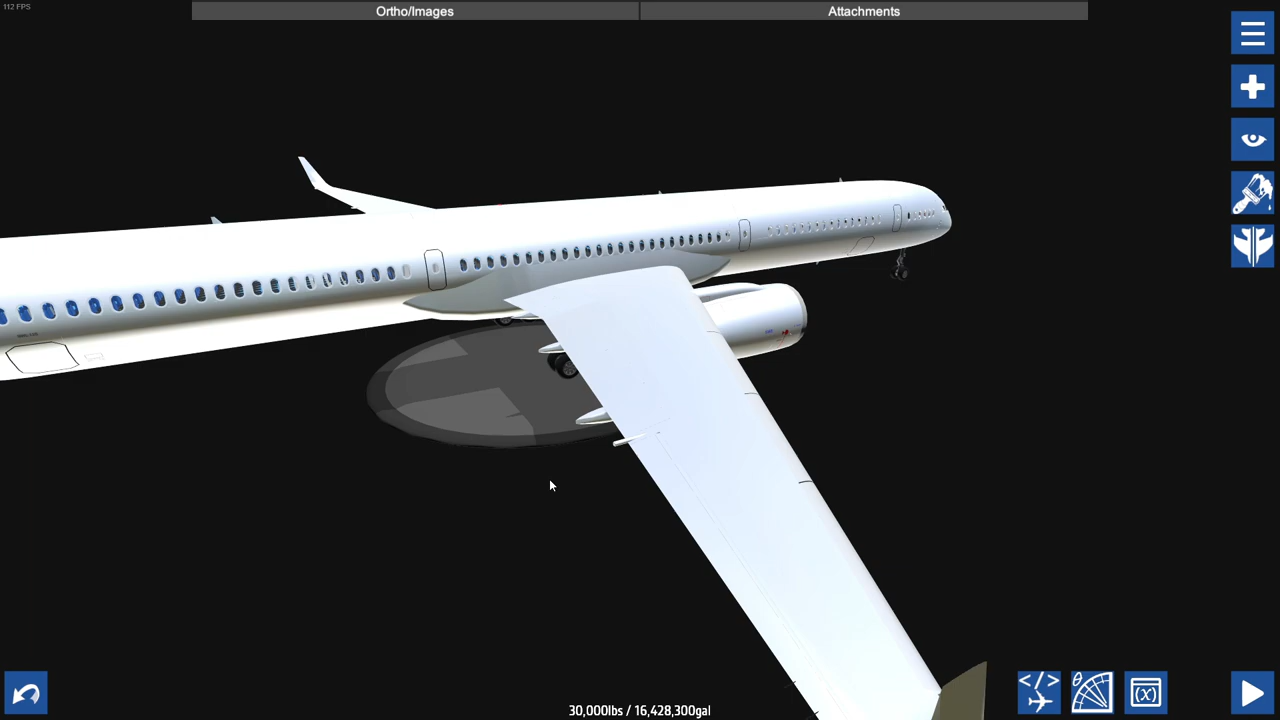 112 FPS
Ortho/Images
Attachments
</>
θ
(x)
30,000lbs / 16,428,300gal